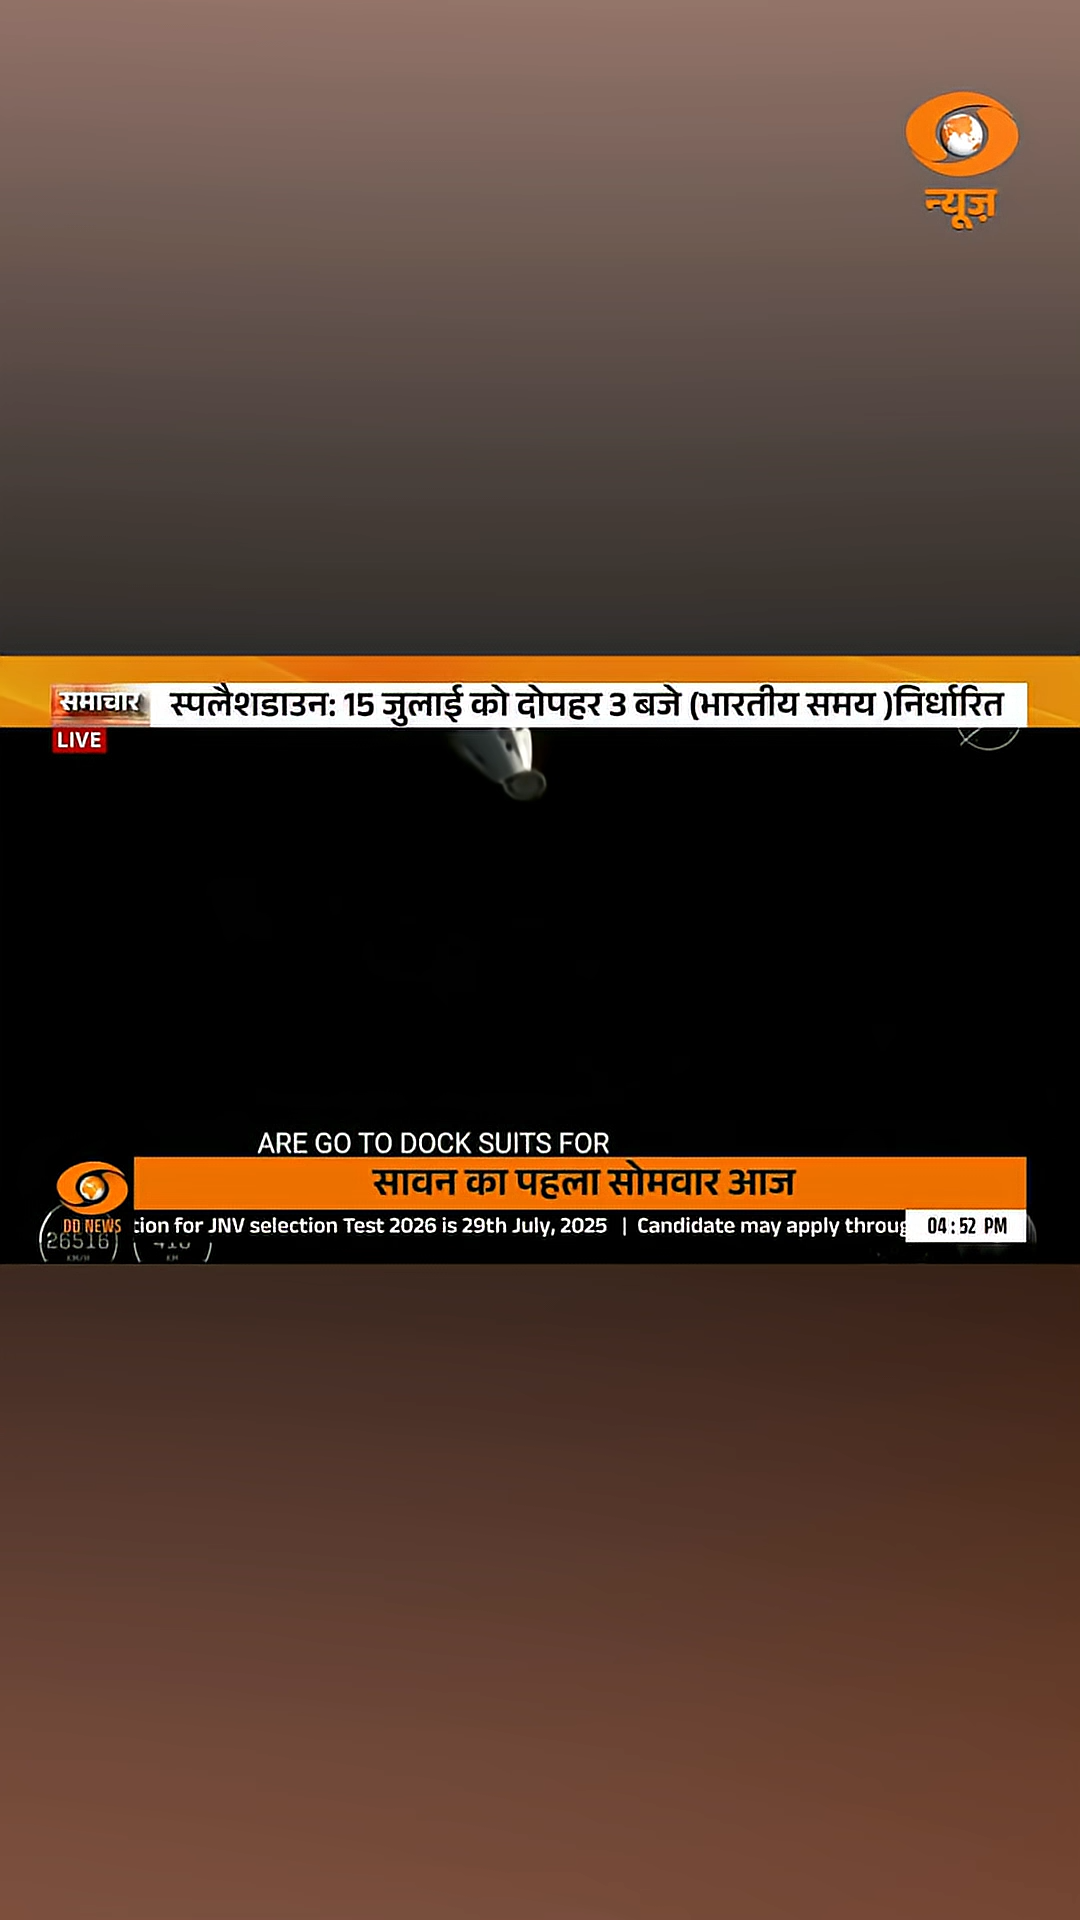 न्यूज़
समाचार
स्पलैशडाउन: 15 जुलाई को दोपहर 3 बजे (भारतीय समय )निर्धारित
LIVE
ARE GO TO DOCK SUITS FOR
सावन का पहला सोमवार आज
DD NEWS
tion for JNV selection Test 2026 is 29th July, 2025 | Candidate may apply throug
04:52 PM
26516